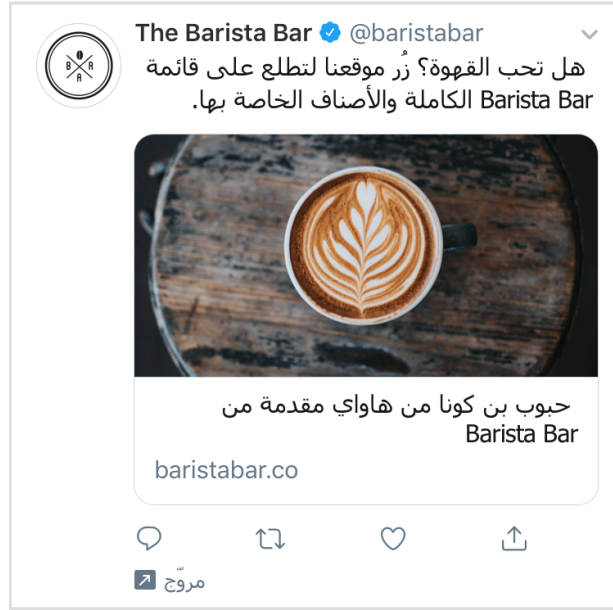 The Barista Bar @baristabar
هل تحب القهوة؟ زُر موقعنا لتطلع على قائمة
Barista Bar الكاملة والأصناف الخاصة بها.
B A R
A
حبوب بن كونا من هاواي مقدمة من
Barista Bar
baristabar.co
مروّج